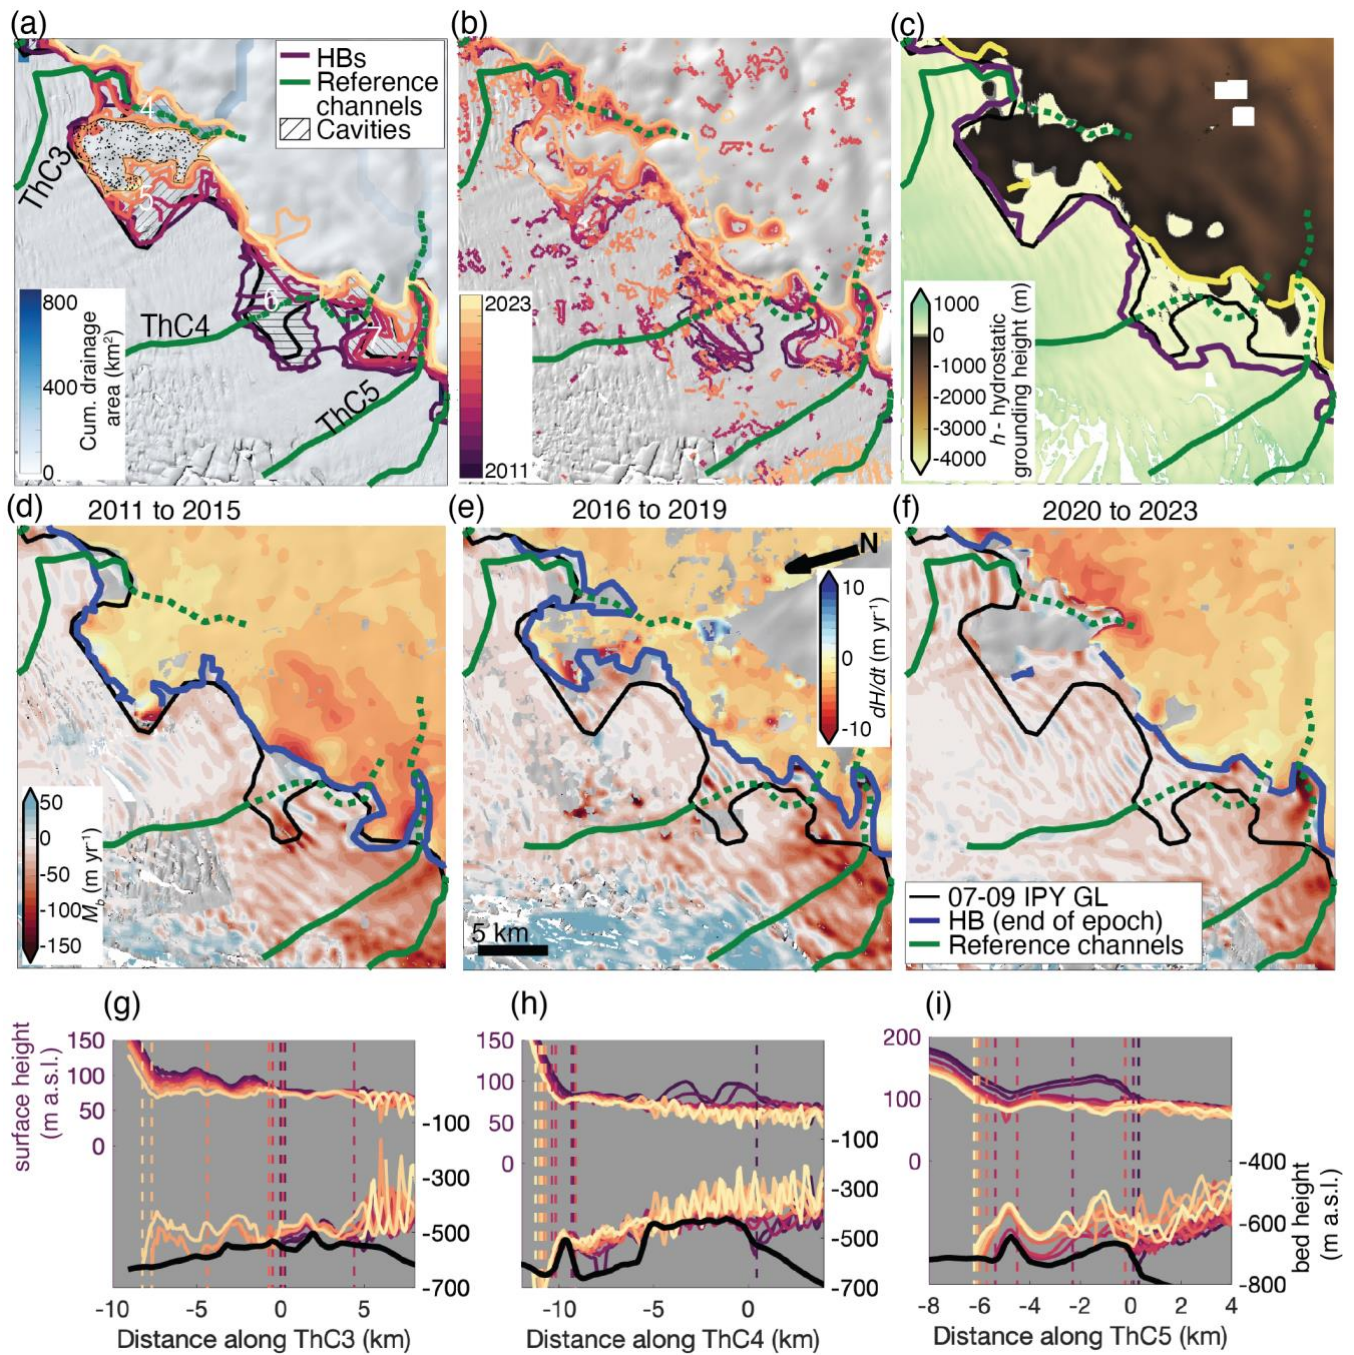 (a)
HBs
Reference
channels
Cavities
4
5
6
7
ThC3
ThC4
ThC5
800
400
0
Cum. drainage
area (km²)
(b)
2023
2011
(c)
1000
0
-1000
-2000
-3000
-4000
h - hydrostatic
grounding height (m)
(d)
2011 to 2015
50
0
-50
-100
-150
Mb (m yr⁻¹)
(e)
2016 to 2019
N
10
0
-10
dH/dt (m yr⁻¹)
5 km
(f)
2020 to 2023
07-09 IPY GL
HB (end of epoch)
Reference channels
(g)
surface height
(m a.s.l.)
150
100
50
0
-100
-300
-500
-700
-10
-5
0
5
Distance along ThC3 (km)
(h)
150
100
50
0
-100
-300
-500
-700
-10
-5
0
Distance along ThC4 (km)
(i)
200
100
0
-400
-600
-800
bed height
(m a.s.l.)
-8
-6
-4
-2
0
2
4
Distance along ThC5 (km)